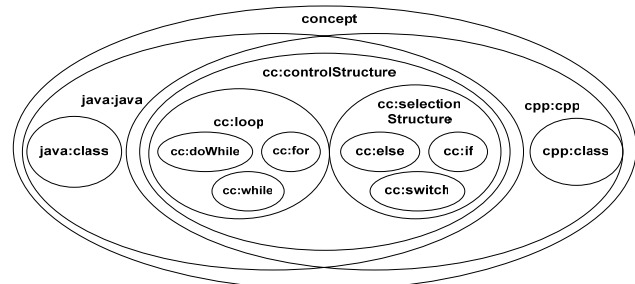 concept
cc:controlStructure
java:java
cpp:cpp
cc:loop
cc:selection
Structure
java:class
cc:doWhile
cc:for
cc:while
cc:else
cc:if
cc:switch
cpp:class